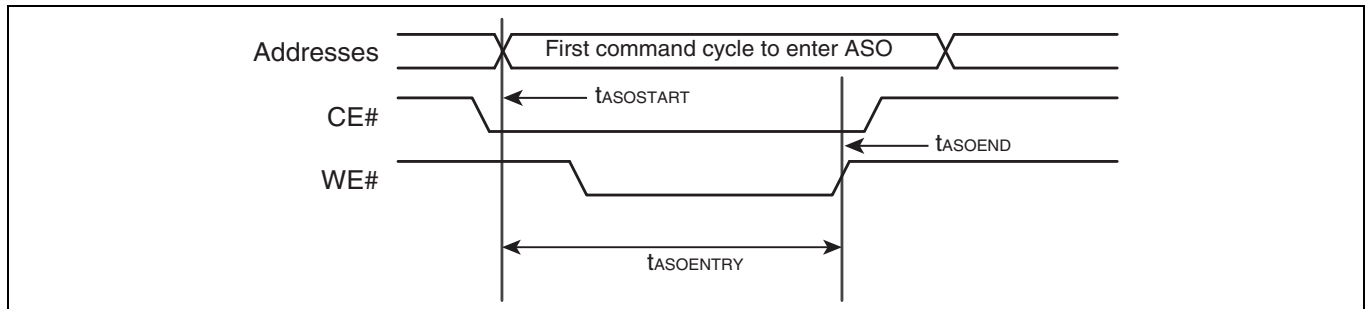 Addresses
First command cycle to enter ASO
tASOSTART
CE#
tASOEND
WE#
tASOENTRY